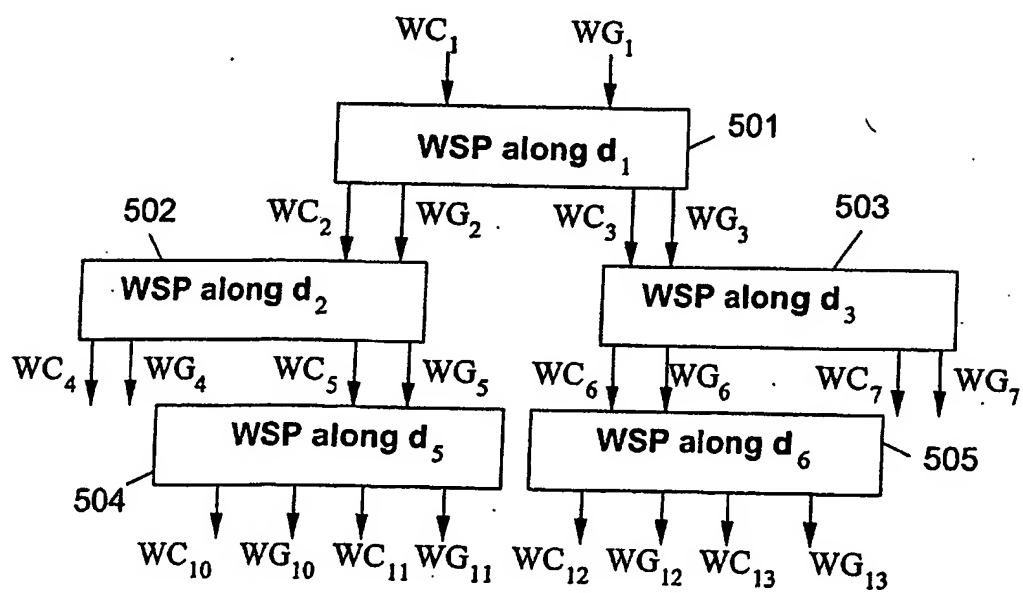 WC₁ WG₁
WSP along d₁ 501
502 WC₂ WG₂ WC₃ WG₃ 503
WSP along d₂ WSP along d₃
WC₄ WG₄ WC₅ WG₅ WC₆ WG₆ WC₇ WG₇
WSP along d₅ WSP along d₆
504 505
WC₁₀ WG₁₀ WC₁₁ WG₁₁ WC₁₂ WG₁₂ WC₁₃ WG₁₃